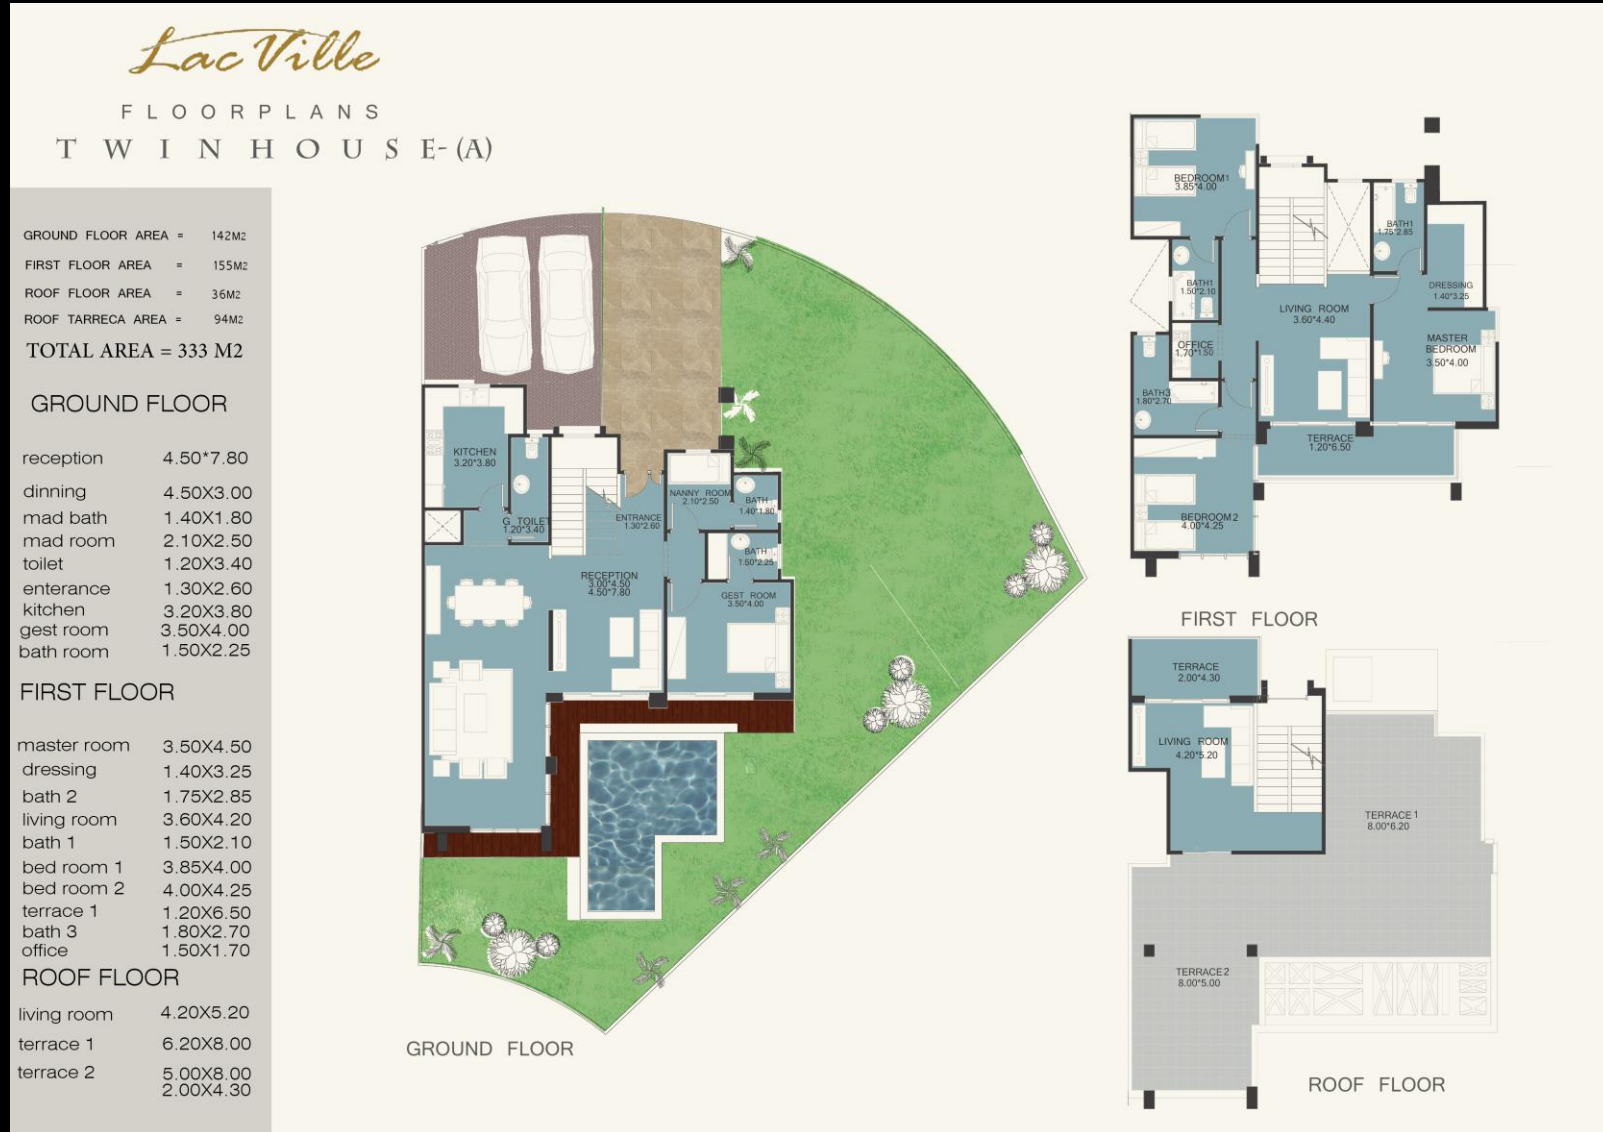 Lac Ville
FLOORPLANS
TWINHOUSE-(A)
GROUND FLOOR AREA = 142M2
FIRST FLOOR AREA = 155M2
ROOF FLOOR AREA = 36M2
ROOF TARRECA AREA = 94M2
TOTAL AREA = 333 M2
GROUND FLOOR
reception 4.50*7.80
dinning 4.50X3.00
mad bath 1.40X1.80
mad room 2.10X2.50
toilet 1.20X3.40
enterance 1.30X2.60
kitchen 3.20X3.80
gest room 3.50X4.00
bath room 1.50X2.25
FIRST FLOOR
master room 3.50X4.50
dressing 1.40X3.25
bath 2 1.75X2.85
living room 3.60X4.20
bath 1 1.50X2.10
bed room 1 3.85X4.00
bed room 2 4.00X4.25
terrace 1 1.20X6.50
bath 3 1.80X2.70
office 1.50X1.70
ROOF FLOOR
living room 4.20X5.20
terrace 1 6.20X8.00
terrace 2 5.00X8.00
2.00X4.30
KITCHEN
3.20*3.80
G. TOILET
1.20*3.40
ENTRANCE
1.30*2.60
NANNY ROOM
2.10*2.50
BATH
1.40*1.80
BATH
1.50*2.25
RECEPTION
3.00*4.50
4.50*7.80
GEST ROOM
3.50*4.00
GROUND FLOOR
BEDROOM1
3.85*4.00
BATH1
1.75*2.85
BATH1
1.50*2.10
DRESSING
1.40*3.25
LIVING ROOM
3.60*4.40
OFFICE
1.70*1.50
MASTER
BEDROOM
3.50*4.00
BATH3
1.80*2.70
TERRACE
1.20*6.50
BEDROOM2
4.00*4.25
FIRST FLOOR
TERRACE
2.00*4.30
LIVING ROOM
4.20*5.20
TERRACE 1
8.00*6.20
TERRACE2
8.00*5.00
ROOF FLOOR